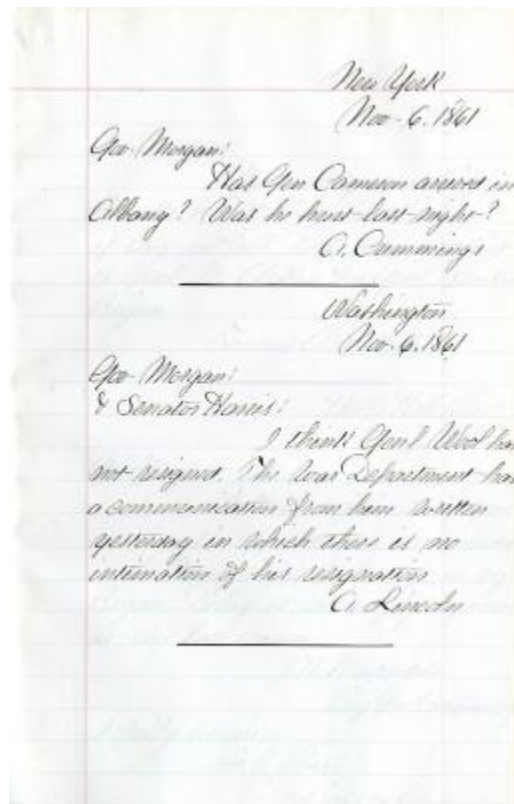 New York
Nov. 6. 1861
Gov. Morgan:
Has Gen Cameron arrived in
Albany? Was he hurt last night?
A. Cummings
Washington
Nov. 6. 1861
Gov. Morgan:
& Senator Harris:
I think Genl Wool has
not resigned. The War Department has
a communication from him written
yesterday in which there is no
intimation of his resignation
A. Lincoln